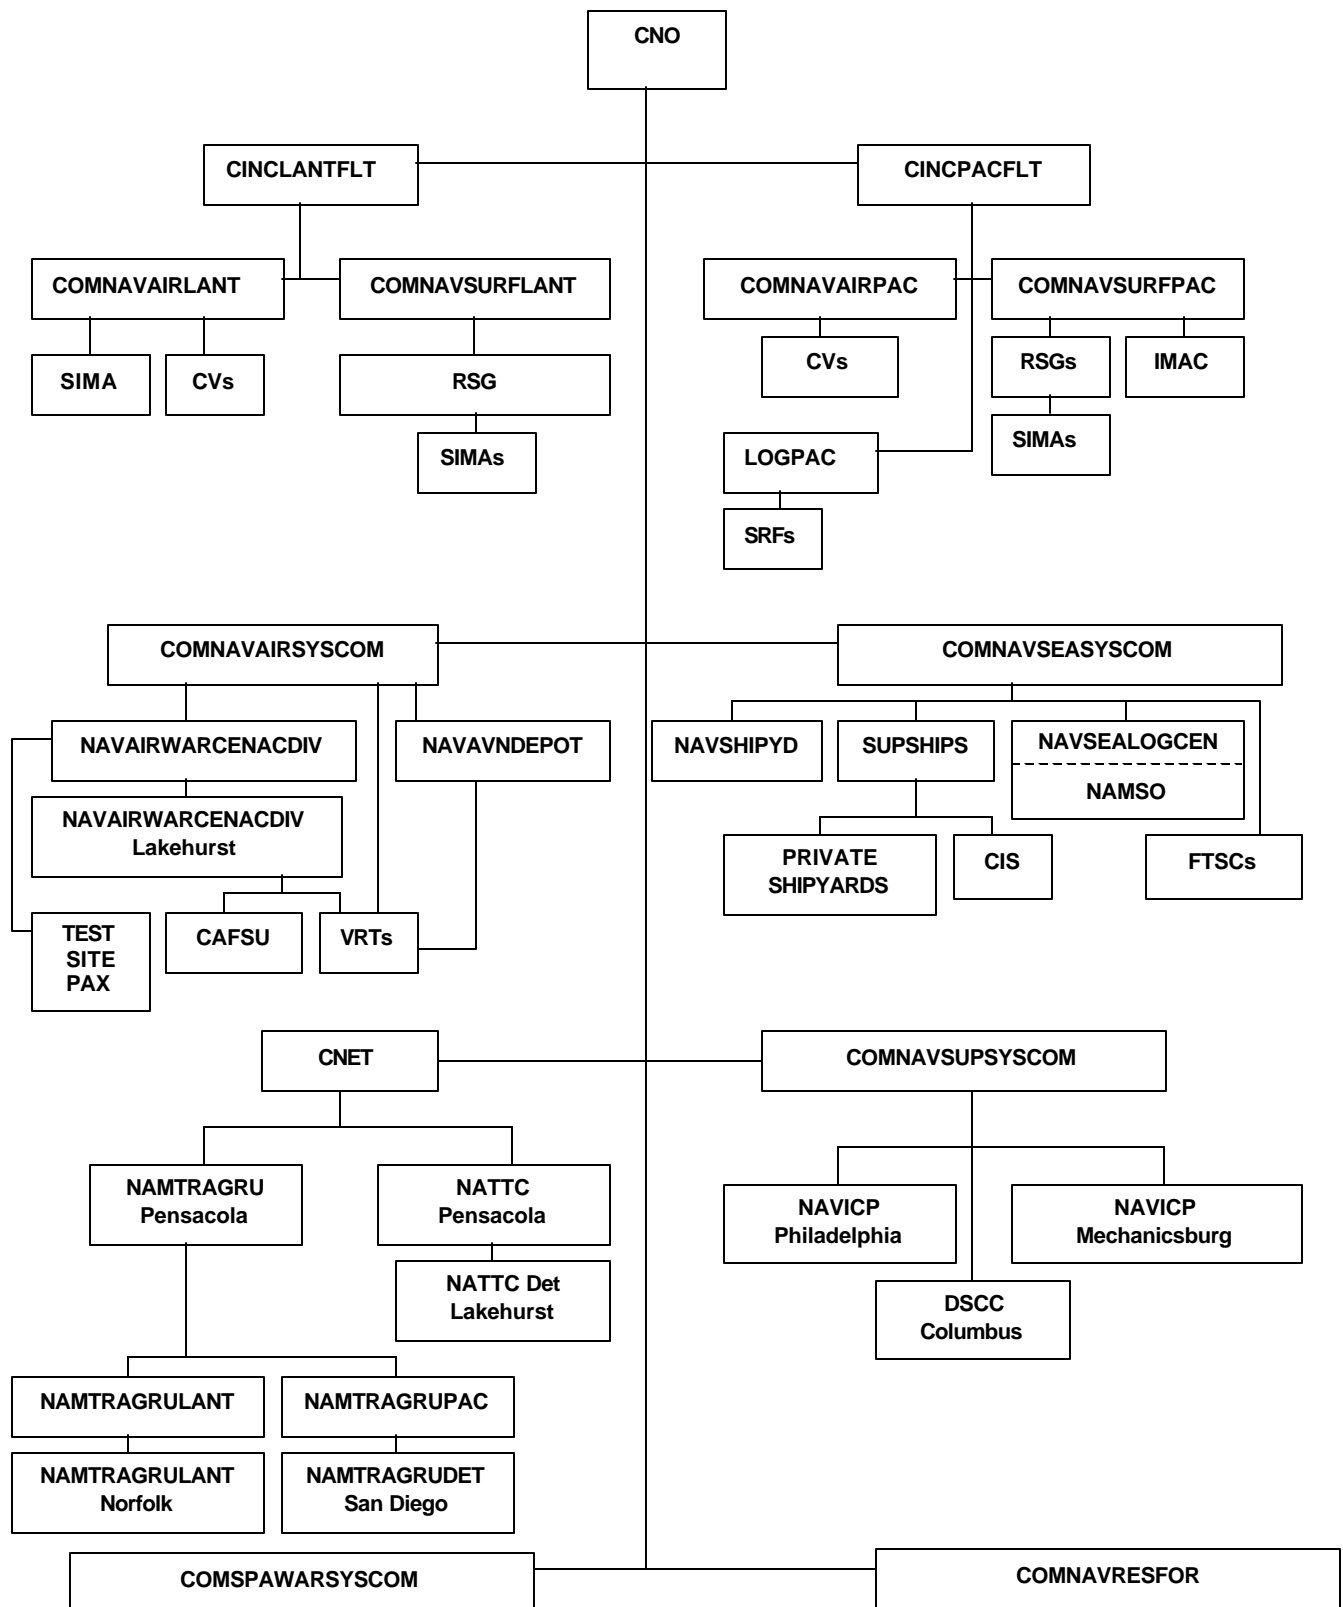 CNO
CINCLANTFLT
CINCPACFLT
COMNAVAIRLANT
COMNAVSURFLANT
COMNAVAIRPAC
COMNAVSURFPAC
SIMA
CVs
RSG
CVs
RSGs
IMAC
SIMAs
LOGPAC
SIMAs
SRFs
COMNAVAIRSYSCOM
COMNAVSEASYSCOM
NAVAIRWARCENACDIV
NAVAVNDEPOT
NAVSHIPYD
SUPSHIPS
NAVSEALOGCEN
NAMSO
NAVAIRWARCENACDIV
Lakehurst
PRIVATE
SHIPYARDS
CIS
FTSCs
TEST
SITE
PAX
CAFSU
VRTs
CNET
COMNAVSUPSYSCOM
NAMTRAGRU
Pensacola
NATTC
Pensacola
NAVICP
Philadelphia
NAVICP
Mechanicsburg
NATTC Det
Lakehurst
DSCC
Columbus
NAMTRAGRULANT
NAMTRAGRUPAC
NAMTRAGRULANT
Norfolk
NAMTRAGRUDET
San Diego
COMSPAWARSYSCOM
COMNAVRESFOR